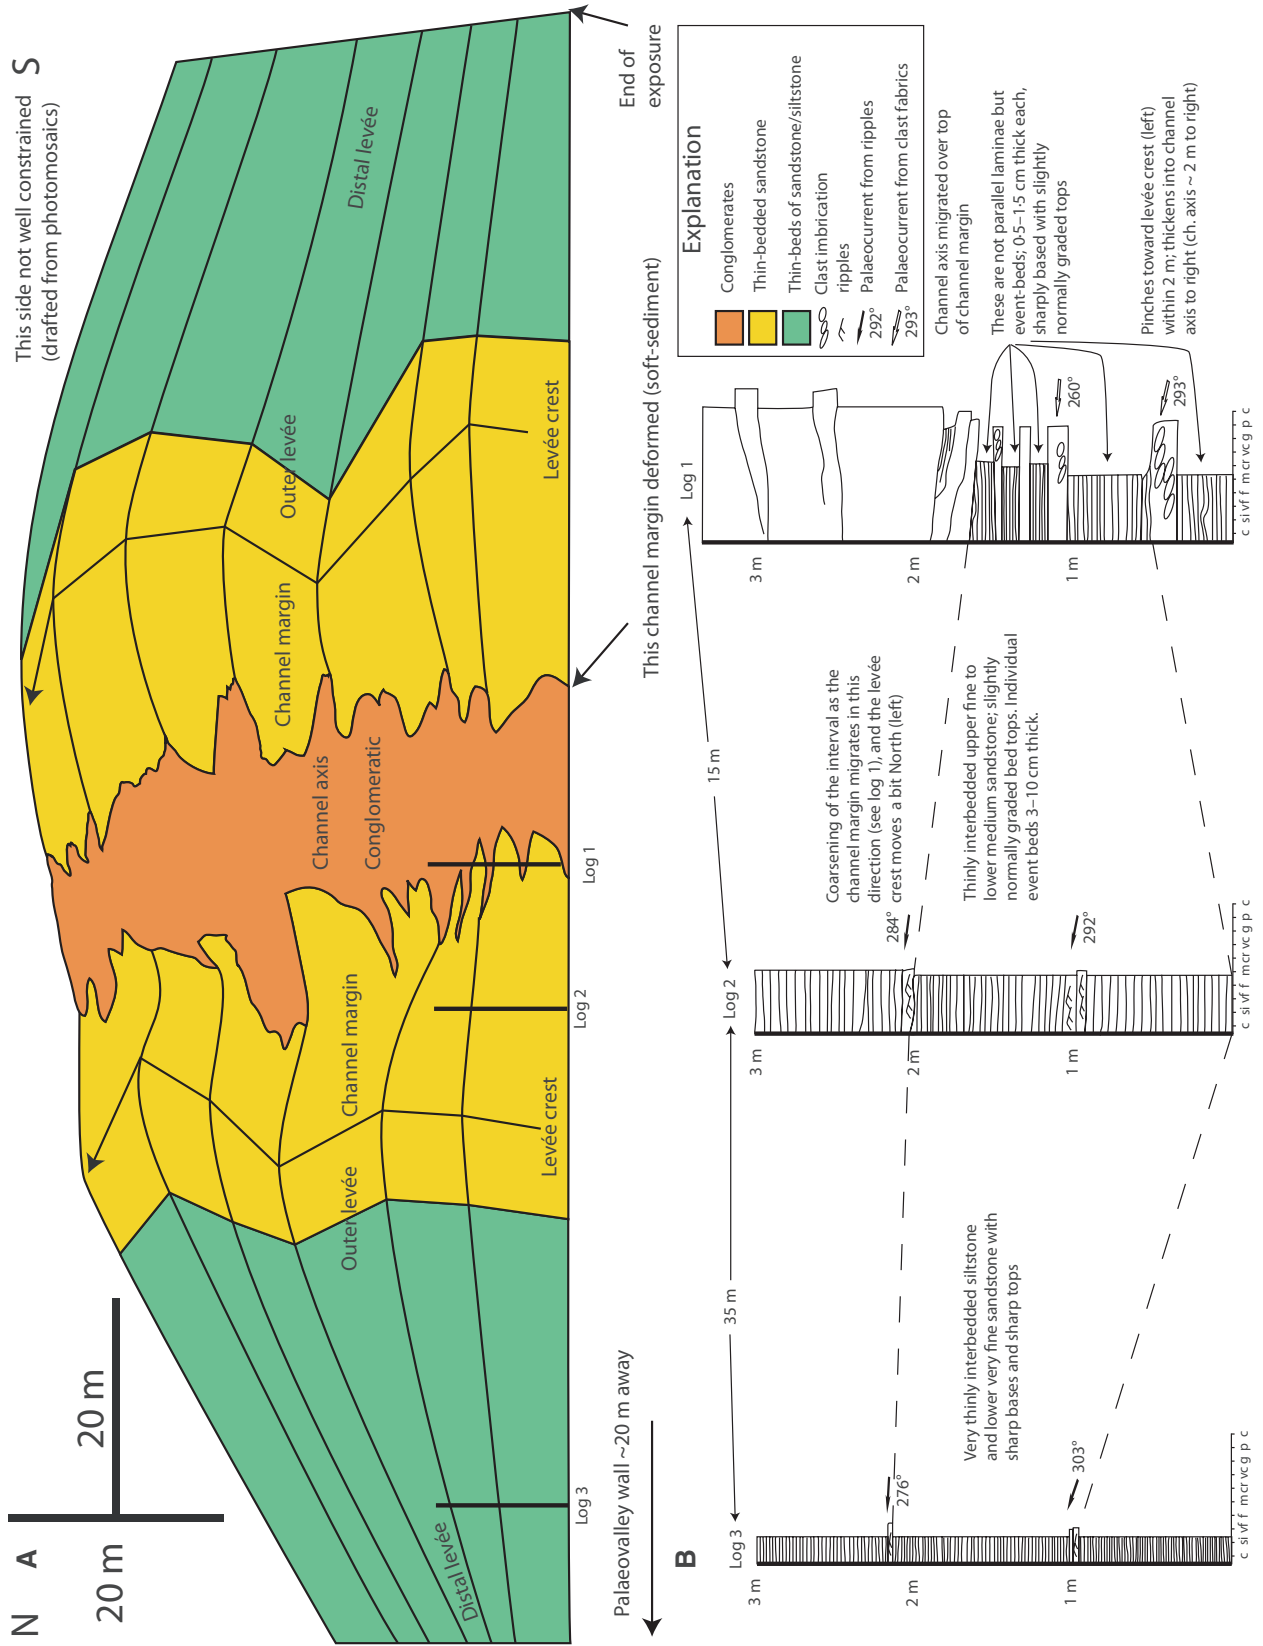 N
A
S
20 m
20 m
This side not well constrained
(drafted from photomosaics)
Distal levée
Outer levée
Channel margin
Levée crest
Channel axis
Conglomeratic
Channel margin
Outer levée
Levée crest
Distal levée
Log 3
Log 2
Log 1
Palaeovalley wall ~20 m away
This channel margin deformed (soft-sediment)
End of
exposure
Explanation
Conglomerates
Thin-bedded sandstone
Thin-beds of sandstone/siltstone
Clast imbrication
ripples
292°
Palaeocurrent from ripples
293°
Palaeocurrent from clast fabrics
B
Log 3
35 m
Log 2
15 m
Log 1
3 m
2 m
1 m
276°
303°
c si vf f m cr vc g p c
Very thinly interbedded siltstone
and lower very fine sandstone with
sharp bases and sharp tops
3 m
2 m
1 m
284°
292°
c si vf f m cr vc g p c
Coarsening of the interval as the
channel margin migrates in this
direction (see log 1), and the levée
crest moves a bit North (left)
Thinly interbedded upper fine to
lower medium sandstone; slightly
normally graded bed tops. Individual
event beds 3–10 cm thick.
3 m
2 m
1 m
260°
293°
c si vf f m cr vc g p c
Channel axis migrated over top
of channel margin
These are not parallel laminae but
event-beds; 0·5–1·5 cm thick each,
sharply based with slightly
normally graded tops
Pinches toward levée crest (left)
within 2 m; thickens into channel
axis to right (ch. axis ~ 2 m to right)